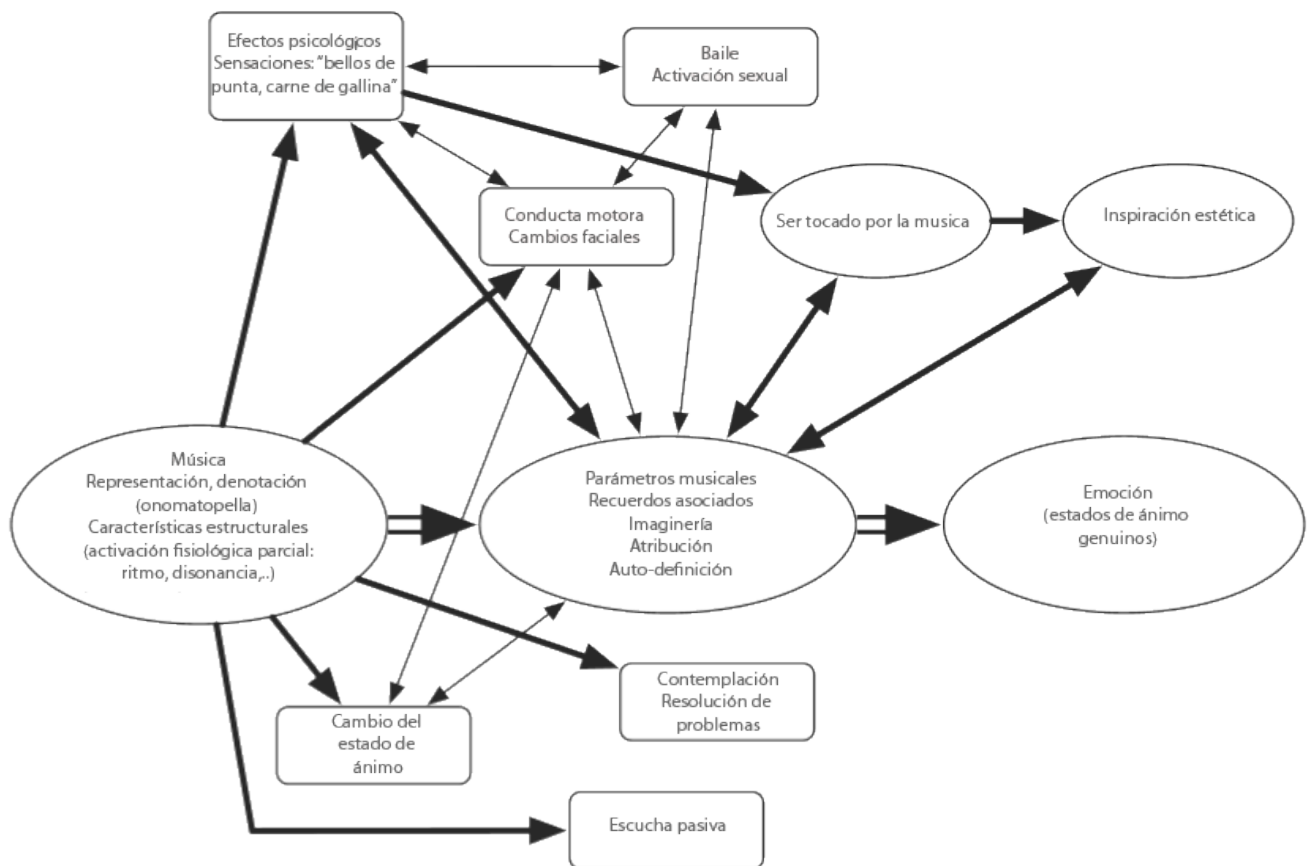 Efectos psicológicos
Sensaciones: “bellos de
punta, carne de gallina”
Baile
Activación sexual
Conducta motora
Cambios faciales
Ser tocado por la musica
Inspiración estética
Música
Representación, denotación
(onomatopella)
Características estructurales
(activación fisiológica parcial:
ritmo, disonancia,..)
Parámetros musicales
Recuerdos asociados
Imaginería
Atribución
Auto-definición
Emoción
(estados de ánimo
genuinos)
Contemplación
Resolución de
problemas
Cambio del
estado de
ánimo
Escucha pasiva